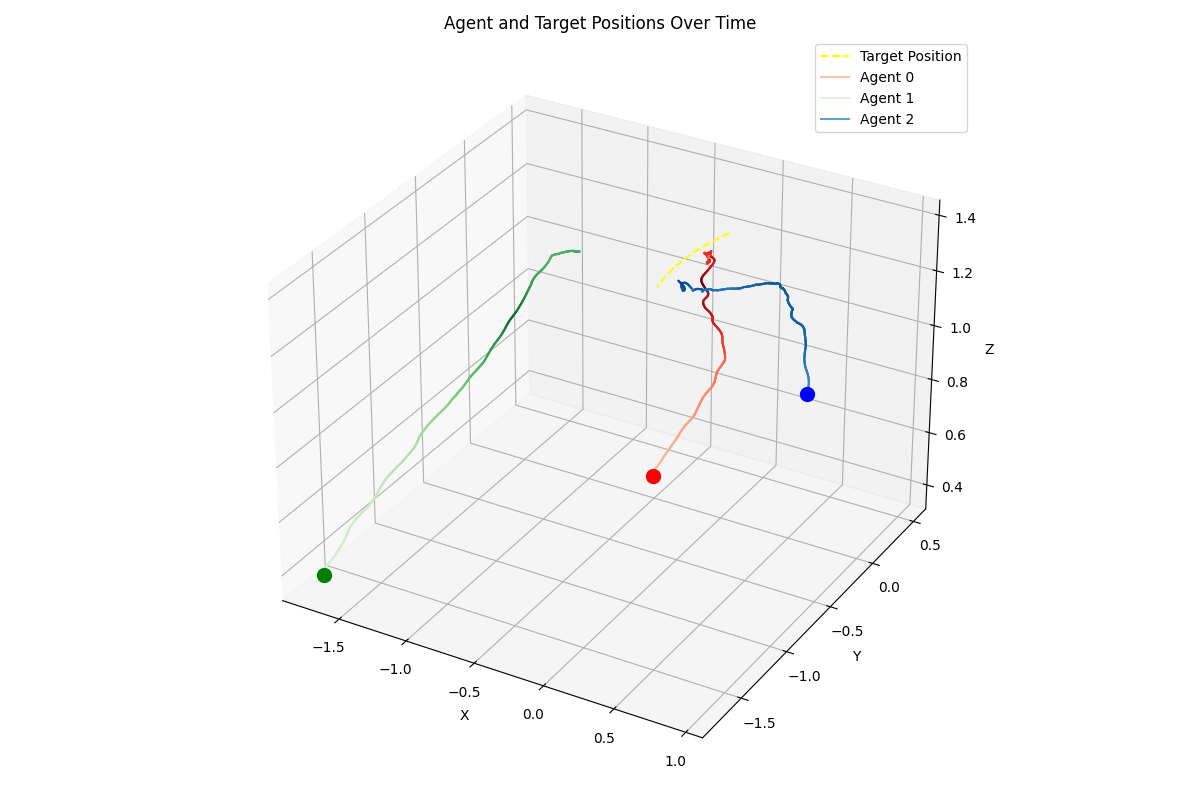 Agent and Target Positions Over Time
Target Position
Agent 0
Agent 1
Agent 2
1.4
1.2
1.0
0.8
0.6
0.4
Z
0.5
0.0
−0.5
−1.0
−1.5
Y
−1.5
−1.0
−0.5
0.0
0.5
1.0
X